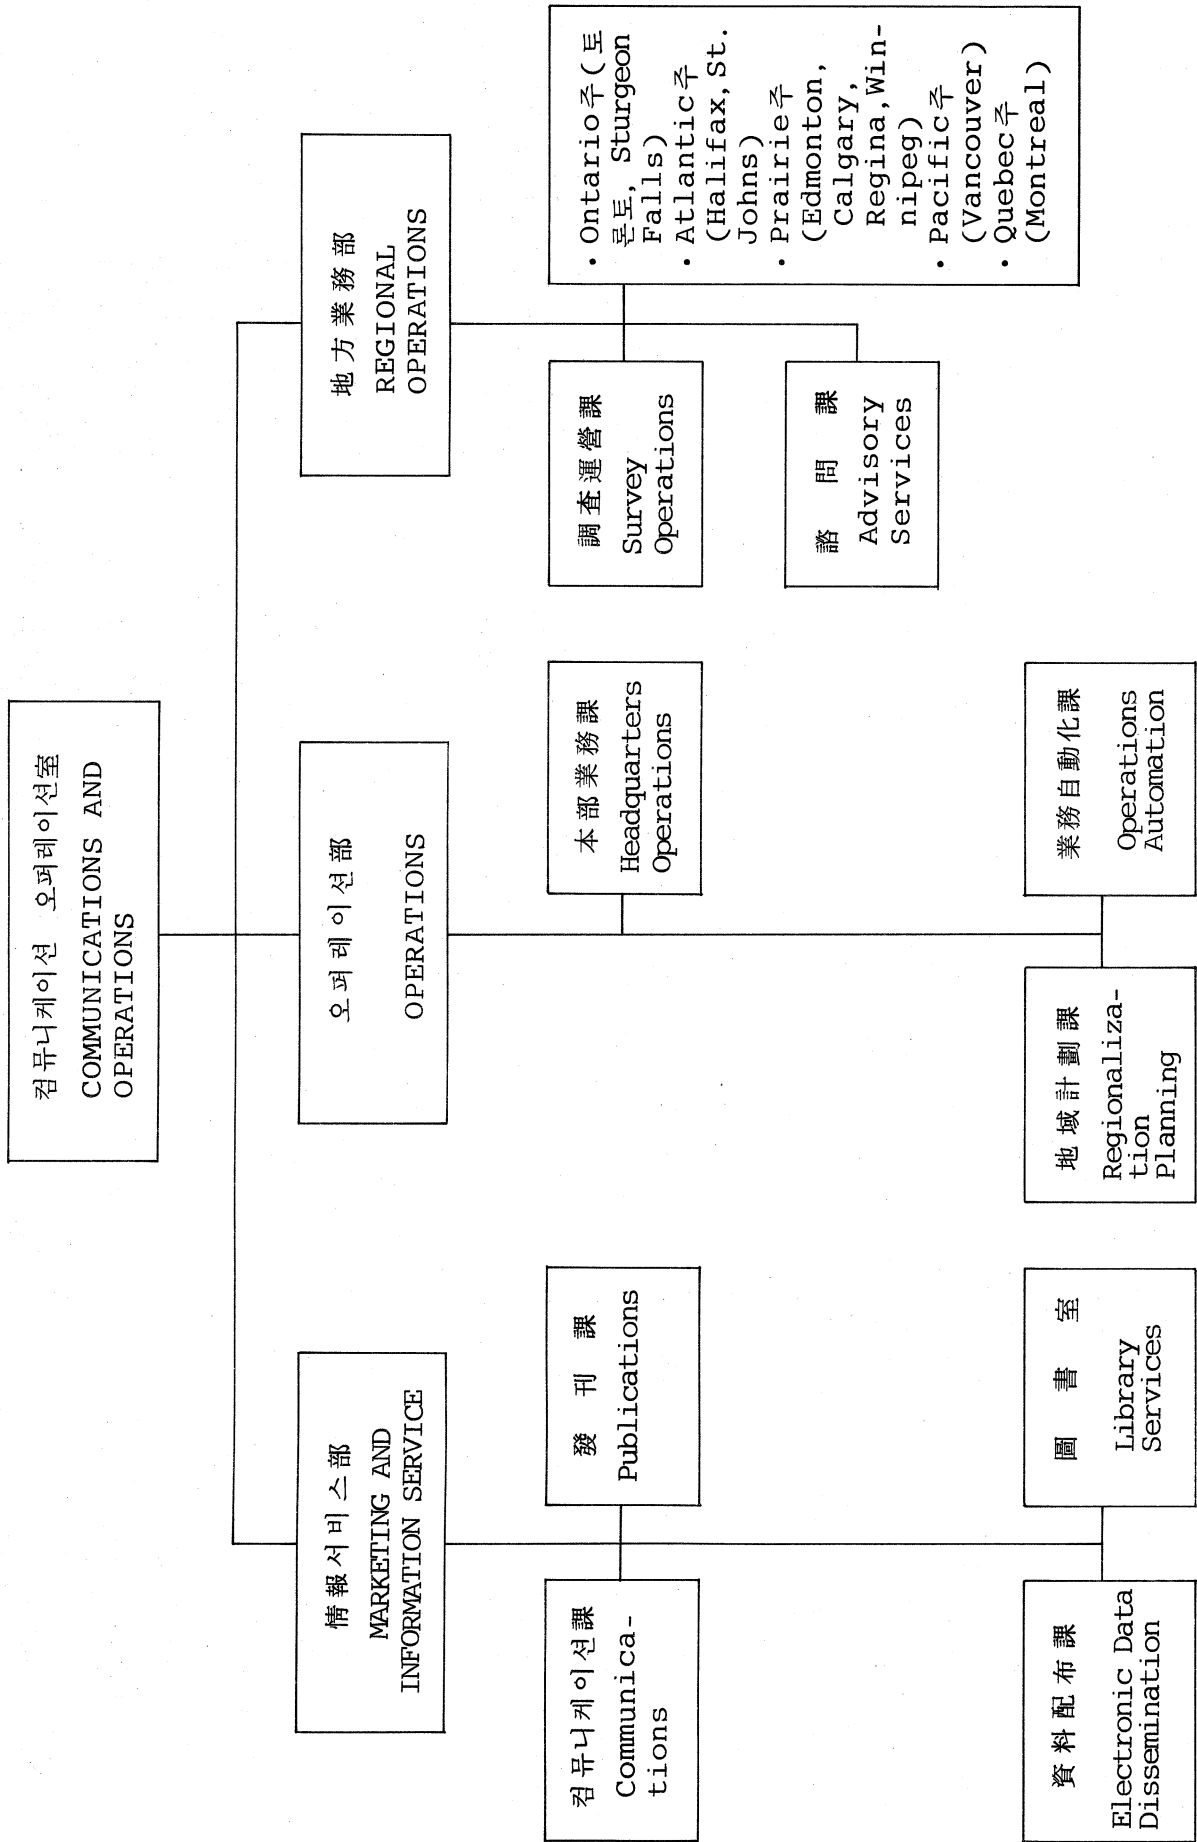 컴뮤니케이션 오퍼레이션室
COMMUNICATIONS AND
OPERATIONS
情報서비스部
MARKETING AND
INFORMATION SERVICE
오퍼레이션部
OPERATIONS
地方業務部
REGIONAL
OPERATIONS
컴뮤니케이션課
Communica-
tions
發刊課
Publications
本部業務課
Headquarters
Operations
調査運營課
Survey
Operations
· Ontario주(토
론토, Sturgeon
Falls)
· Atlantic주
(Halifax,St.
Johns)
· Prairie주
(Edmonton,
Calgary,
Regina,Win-
nipeg)
· Pacific주
(Vancouver)
· Quebec주
(Montreal)
諮問課
Advisory
Services
資料配布課
Electronic Data
Dissemination
圖書室
Library
Services
地域計劃課
Regionaliza-
tion
Planning
業務自動化課
Operations
Automation